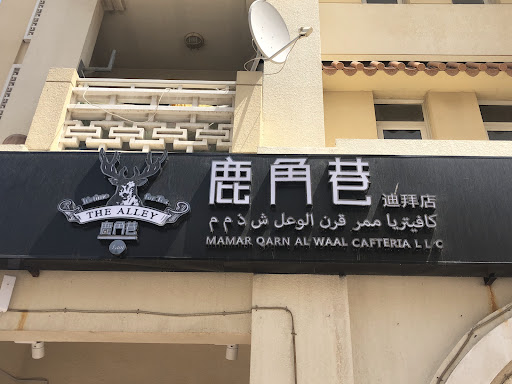 THE ALLEY
鹿角巷
鹿角巷 迪拜店
كافيتريا ممر قرن الوعل ش ذ م م
MAMAR QARN AL WAAL CAFTERIA L L C